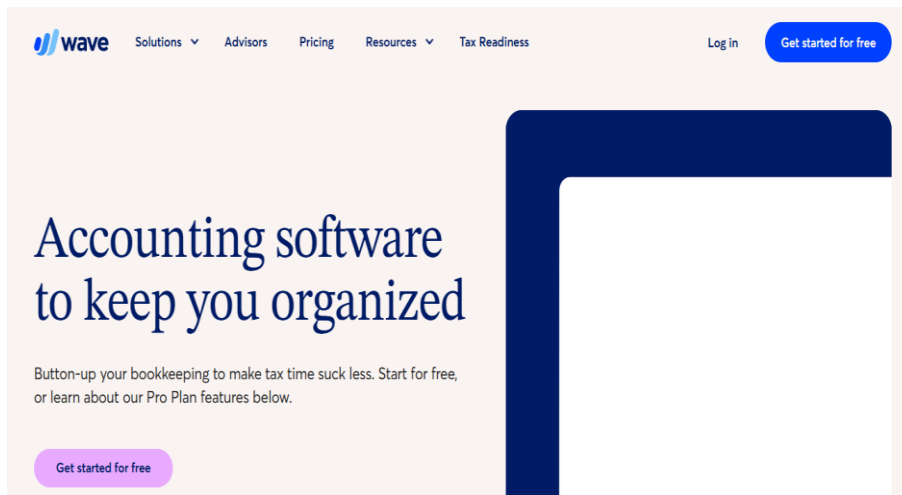 wave
Solutions
Advisors
Pricing
Resources
Tax Readiness
Log in
Get started for free
Accounting software
to keep you organized
Button-up your bookkeeping to make tax time suck less. Start for free,
or learn about our Pro Plan features below.
Get started for free